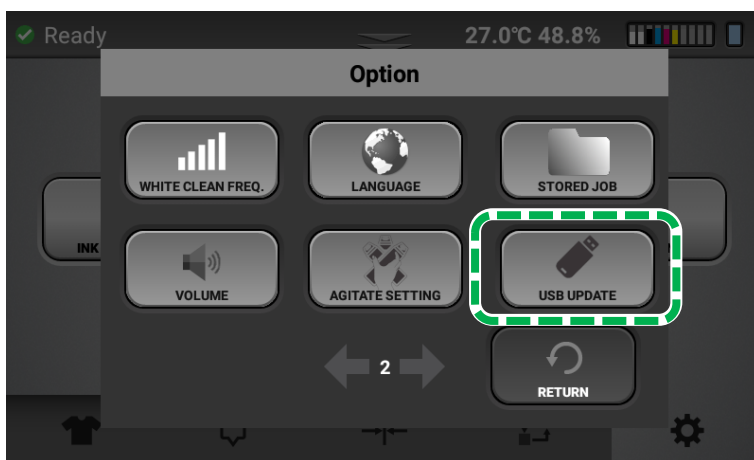 Ready 27.0℃ 48.8%
Option
WHITE CLEAN FREQ. LANGUAGE STORED JOB
INK
VOLUME AGITATE SETTING USB UPDATE
2
RETURN